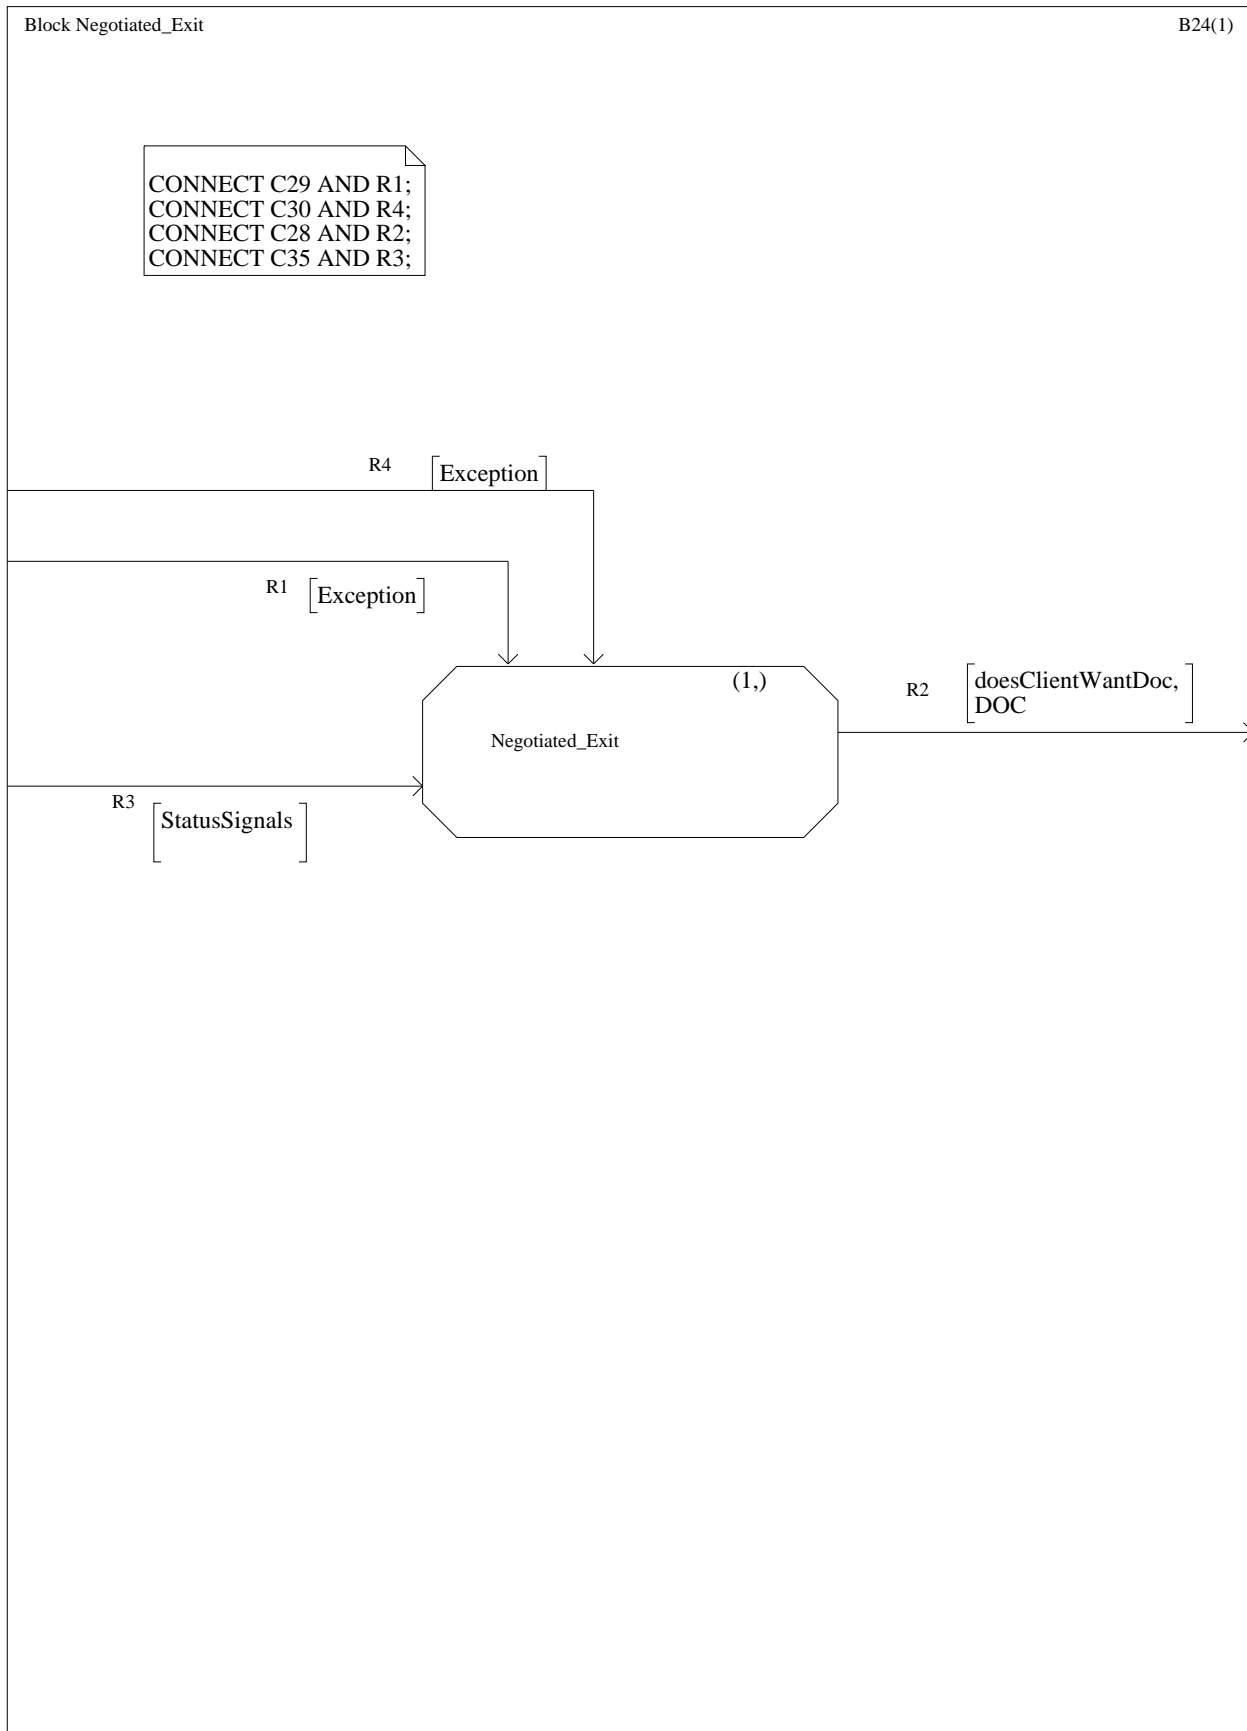 Block Negotiated_Exit
B24(1)
CONNECT C29 AND R1;
CONNECT C30 AND R4;
CONNECT C28 AND R2;
CONNECT C35 AND R3;
R4
Exception
R1
Exception
(1,)
R2
doesClientWantDoc,
DOC
Negotiated_Exit
R3
StatusSignals